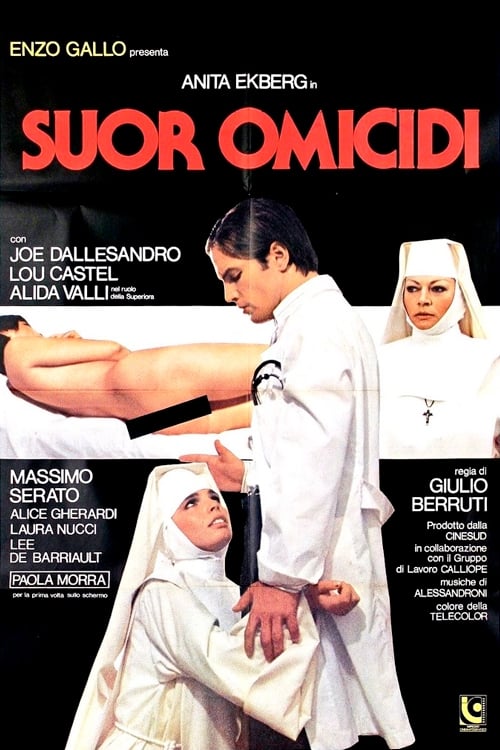 ENZO GALLO presenta
ANITA EKBERG in
SUOR OMICIDI
con
JOE DALLESANDRO
LOU CASTEL
ALIDA VALLI nel ruolo
della Superiora
MASSIMO
SERATO
ALICE GHERARDI
LAURA NUCCI
LEE
DE BARRIAULT
PAOLA MORRA
per la prima volta sullo schermo
regia di
GIULIO
BERRUTI
Prodotto dalla
CINESUD
in collaborazione
con il Gruppo
di Lavoro CALLIOPE
musiche di
ALESSANDRONI
colore della
TELECOLOR